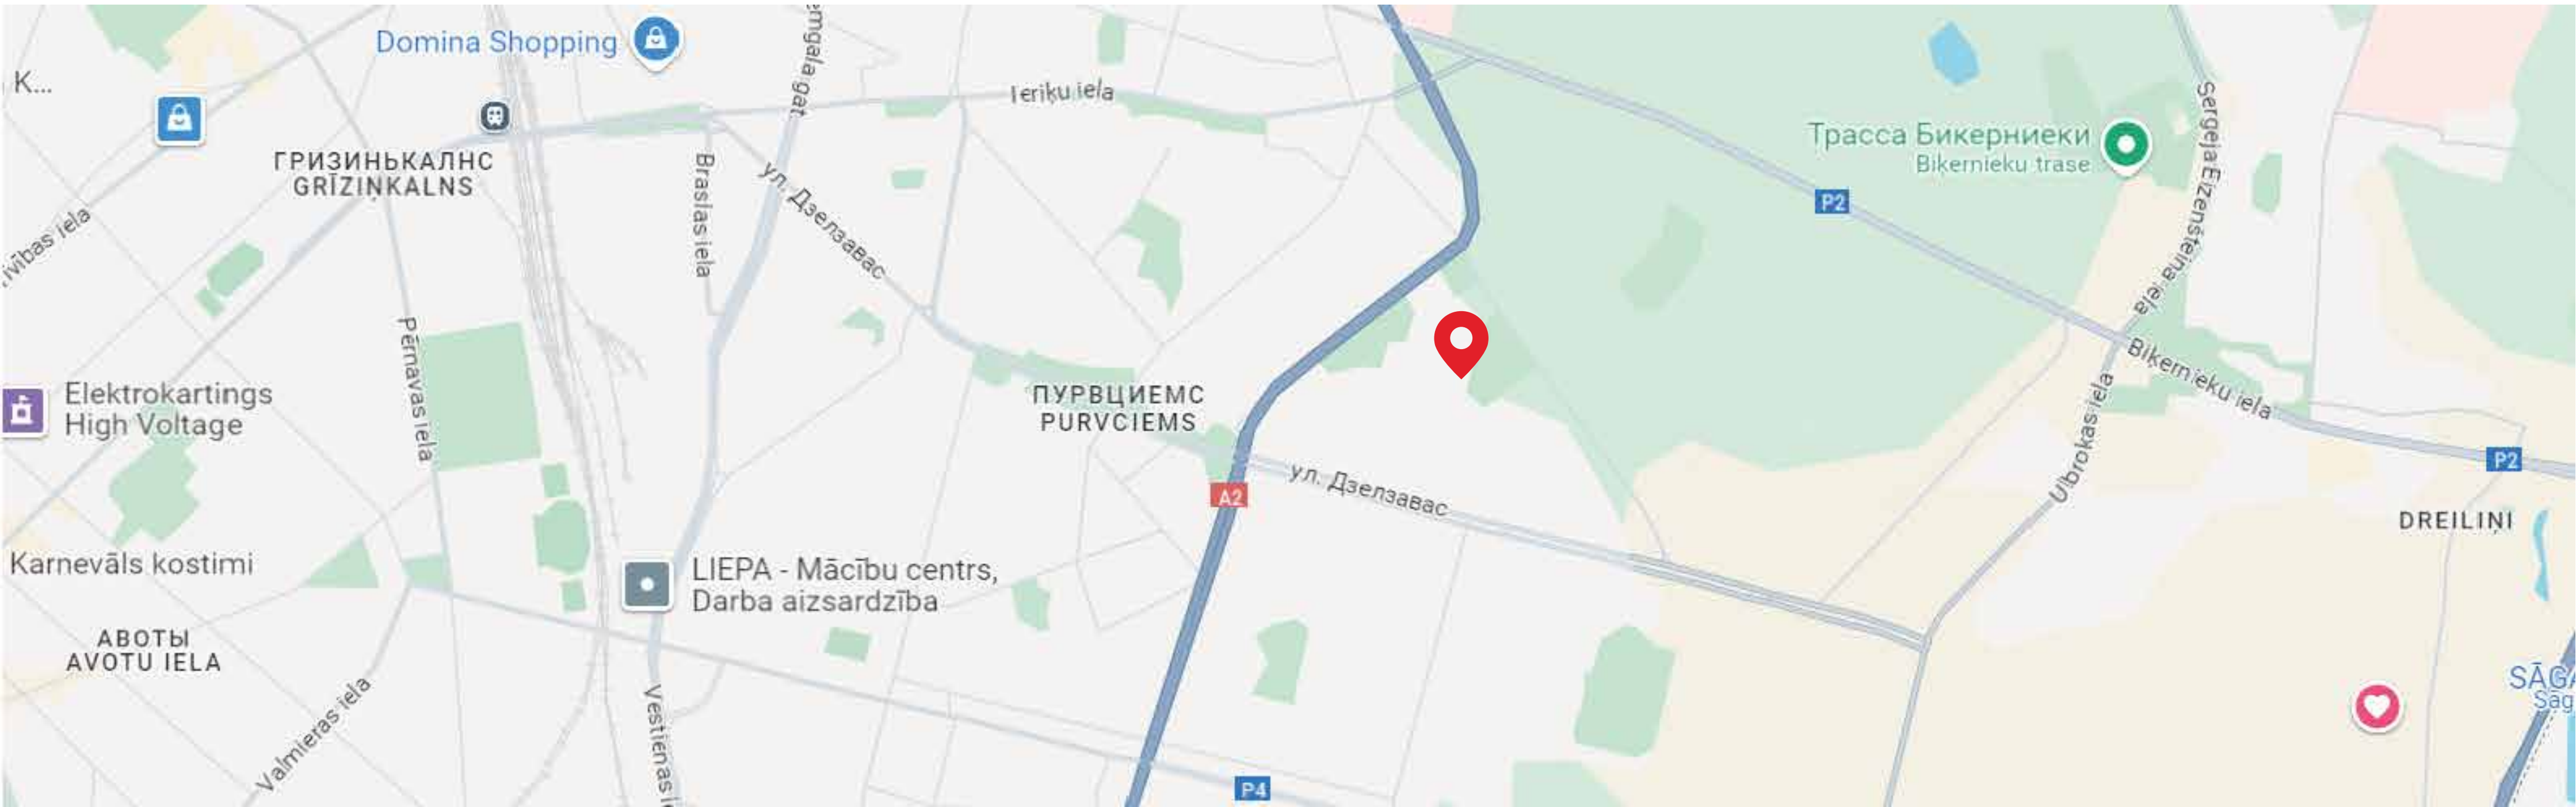 Domina Shopping
K...
ГРИЗИНЬКАЛНС
GRĪZIŅKALNS
Ieriķu iela
Braslas iela
ул. Дзелзавас
Трасса Бикерниеки
Biķernieku trase
P2
Sergeja Eizenšteina iela
Pērnavas iela
Elektrokartings
High Voltage
ПУРВЦИЕМС
PURVCIEMS
Biķernieku iela
Ulbrokas iela
P2
A2
ул. Дзелзавас
DREILIŅI
Karnevāls kostimi
LIEPA - Mācību centrs,
Darba aizsardzība
АВОТЫ
AVOTU IELA
Valmieras iela
Vestienas
P4